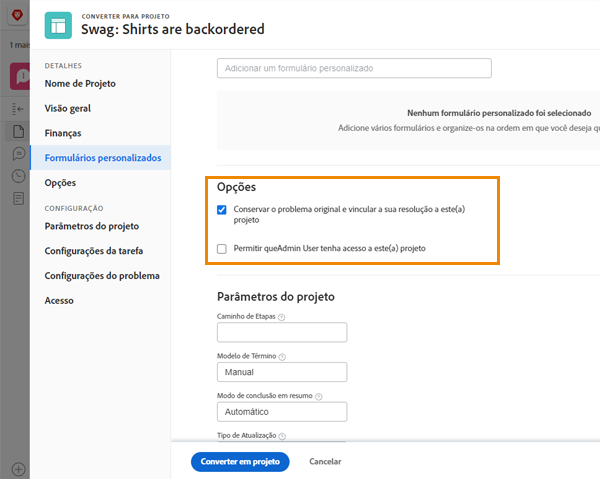 CONVERTER PARA PROJETO
Swag: Shirts are backordered
1 mais
DETALHES
Nome de Projeto
Visão geral
Finanças
Formulários personalizados
Opções
CONFIGURAÇÃO
Parâmetros do projeto
Configurações da tarefa
Configurações do problema
Acesso
Adicionar um formulário personalizado
Nenhum formulário personalizado foi selecionado
Adicione vários formulários e organize-os na ordem em que você deseja
Opções
Conservar o problema original e vincular a sua resolução a este(a)
projeto
Permitir queAdmin User tenha acesso a este(a) projeto
Parâmetros do projeto
Caminho de Etapas
Modelo de Término
Manual
Modo de conclusão em resumo
Automático
Tipo de Atualização
Converter em projeto
Cancelar